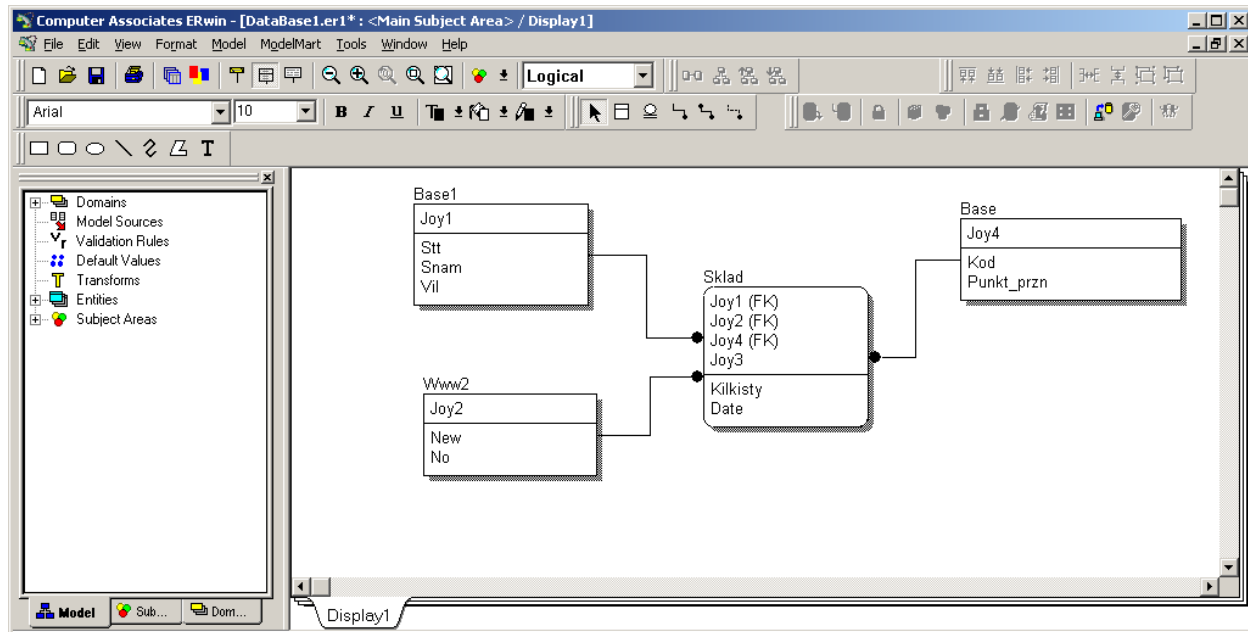 Computer Associates ERwin - [DataBase1.er1* : <Main Subject Area> / Display1]
File Edit View Format Model ModelMart Tools Window Help
Logical
Arial 10 B I U T
T
Domains
Model Sources
Validation Rules
Default Values
Transforms
Entities
Subject Areas
Model Sub... Dom...
Base1
Joy1
Stt
Snam
Vil
Www2
Joy2
New
No
Sklad
Joy1 (FK)
Joy2 (FK)
Joy4 (FK)
Joy3
Kilkisty
Date
Base
Joy4
Kod
Punkt_przn
Display1